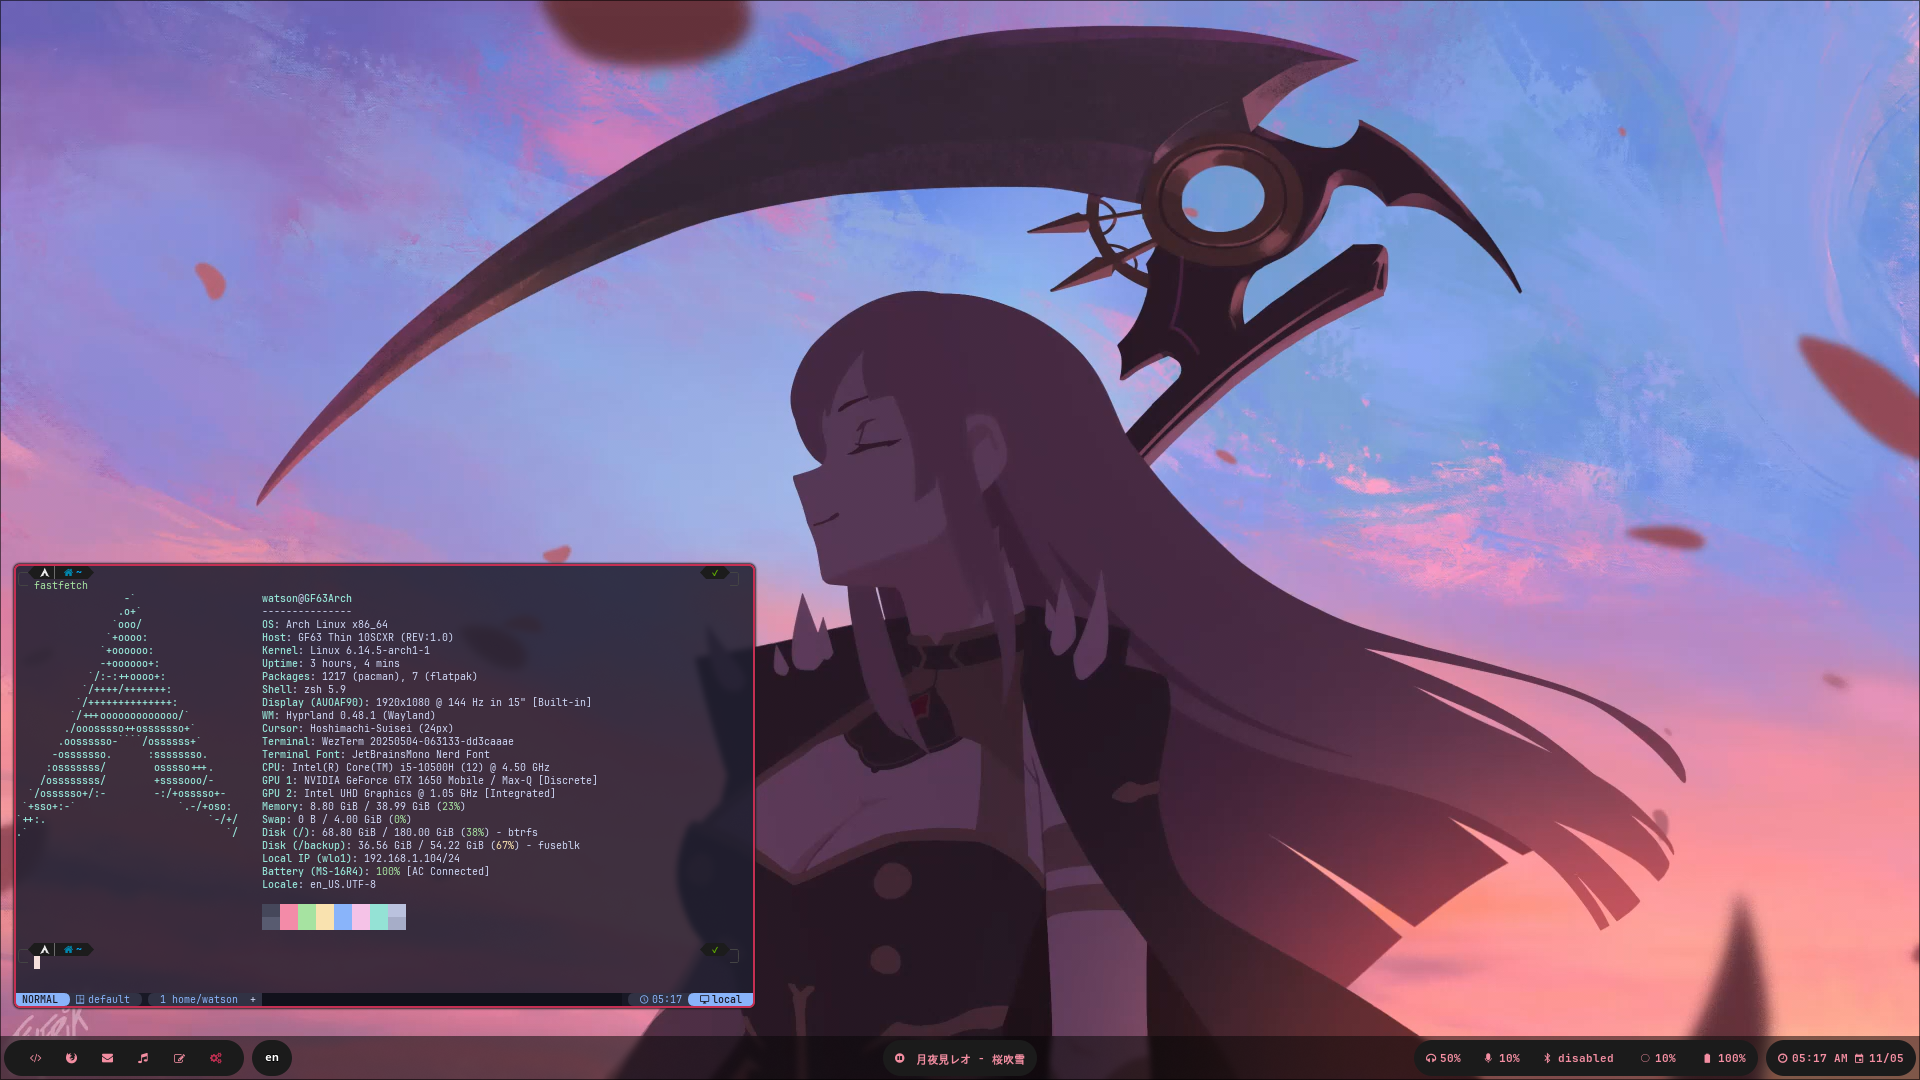 ~
fastfetch
watson@GF63Arch
---------------
OS: Arch Linux x86_64
Host: GF63 Thin 10SCXR (REV:1.0)
Kernel: Linux 6.14.5-arch1-1
Uptime: 3 hours, 4 mins
Packages: 1217 (pacman), 7 (flatpak)
Shell: zsh 5.9
Display (AUOAF90): 1920x1080 @ 144 Hz in 15" [Built-in]
WM: Hyprland 0.48.1 (Wayland)
Cursor: Hoshimachi-Suisei (24px)
Terminal: WezTerm 20250504-063133-dd3caaae
Terminal Font: JetBrainsMono Nerd Font
CPU: Intel(R) Core(TM) i5-10500H (12) @ 4.50 GHz
GPU 1: NVIDIA GeForce GTX 1650 Mobile / Max-Q [Discrete]
GPU 2: Intel UHD Graphics @ 1.05 GHz [Integrated]
Memory: 8.80 GiB / 38.99 GiB (23%)
Swap: 0 B / 4.00 GiB (0%)
Disk (/): 68.80 GiB / 180.00 GiB (38%) - btrfs
Disk (/backup): 36.56 GiB / 54.22 GiB (67%) - fuseblk
Local IP (wlo1): 192.168.1.104/24
Battery (MS-16R4): 100% [AC Connected]
Locale: en_US.UTF-8
~
NORMAL default 1 home/watson + 05:17 local
en 月夜見レオ - 桜吹雪 50% 10% disabled 10% 100% 05:17 AM 11/05